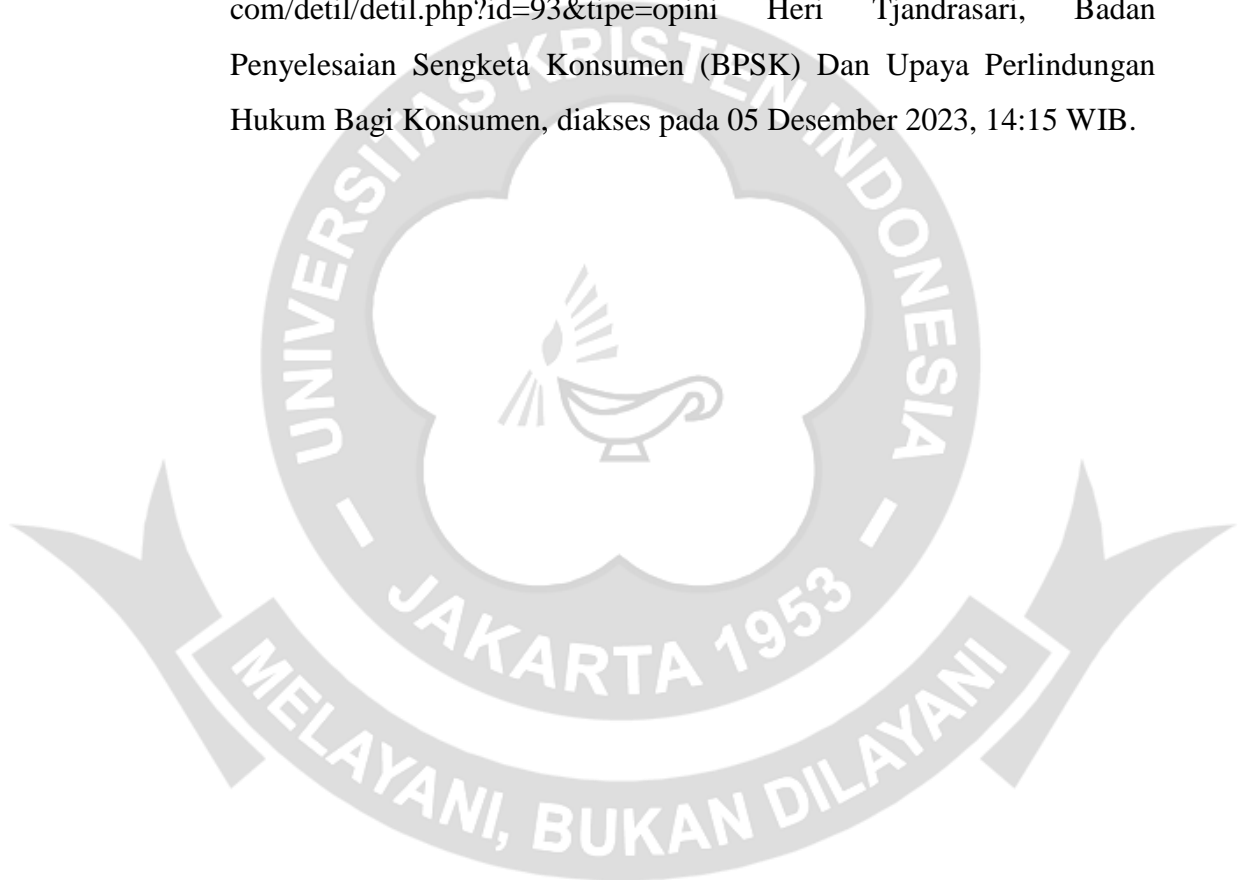 com/detil/detil.php?id=93&tipe=opini Heri Tjandrasari, Badan
Penyelesaian Sengketa Konsumen (BPSK) Dan Upaya Perlindungan
Hukum Bagi Konsumen, diakses pada 05 Desember 2023, 14:15 WIB.
UNIVERSITAS KRISTEN INDONESIA
JAKARTA 1953
MELAYANI, BUKAN DILAYANI